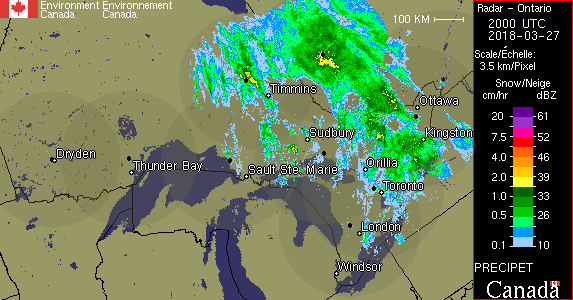 Environment Environnement
Canada Canada
100 KM
Timmins
Ottawa
Sudbury
Kingston
Dryden
Thunder Bay
Sault Ste. Marie
Orillia
Toronto
London
Windsor
Radar – Ontario
2000 UTC
2018-03-27
Scale/Échelle:
3.5 km/Pixel
Snow/Neige
cm/hr dBZ
20 61
7.5 52
4.0 46
2.0 39
1.0 33
0.5 26
0.1 10
PRECIPET
Canada